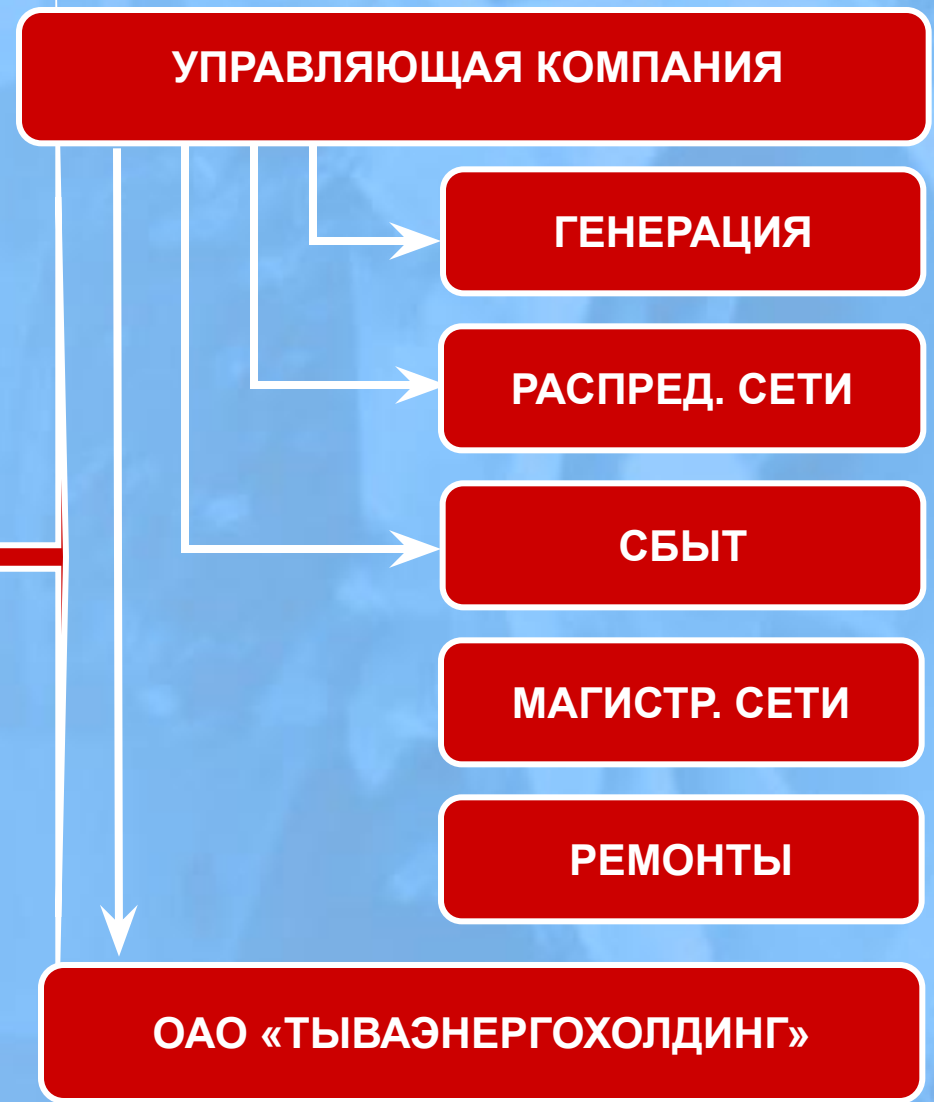 УПРАВЛЯЮЩАЯ КОМПАНИЯ
ГЕНЕРАЦИЯ
РАСПРЕД. СЕТИ
СБЫТ
МАГИСТР. СЕТИ
РЕМОНТЫ
ОАО «ТЫВАЭНЕРГОХОЛДИНГ»